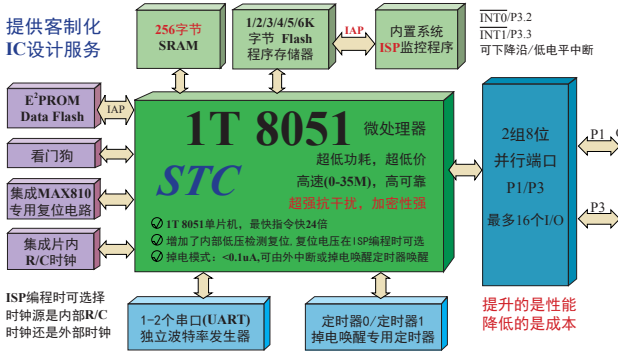 提供客制化
IC设计服务
256字节
SRAM
1/2/3/4/5/6K
字节 Flash
程序存储器
IAP
内置系统
ISP监控程序
INT0/P3.2
INT1/P3.3
可下降沿/低电平中断
E²PROM
Data Flash
IAP
看门狗
集成MAX810
专用复位电路
集成片内
R/C时钟
1T 8051 微处理器
STC
超低功耗，超低价
高速(0-35M)，高可靠
超强抗干扰，加密性强
1T 8051单片机，最快指令快24倍
增加了内部低压检测复位, 复位电压在ISP编程时可选
掉电模式：<0.1uA,可由外中断或掉电唤醒定时器唤醒
2组8位
并行端口
P1/P3
最多16个I/O
P1
P3
ISP编程时可选择
时钟源是内部R/C
时钟还是外部时钟
1-2个串口(UART)
独立波特率发生器
定时器0/定时器1
掉电唤醒专用定时器
提升的是性能
降低的是成本